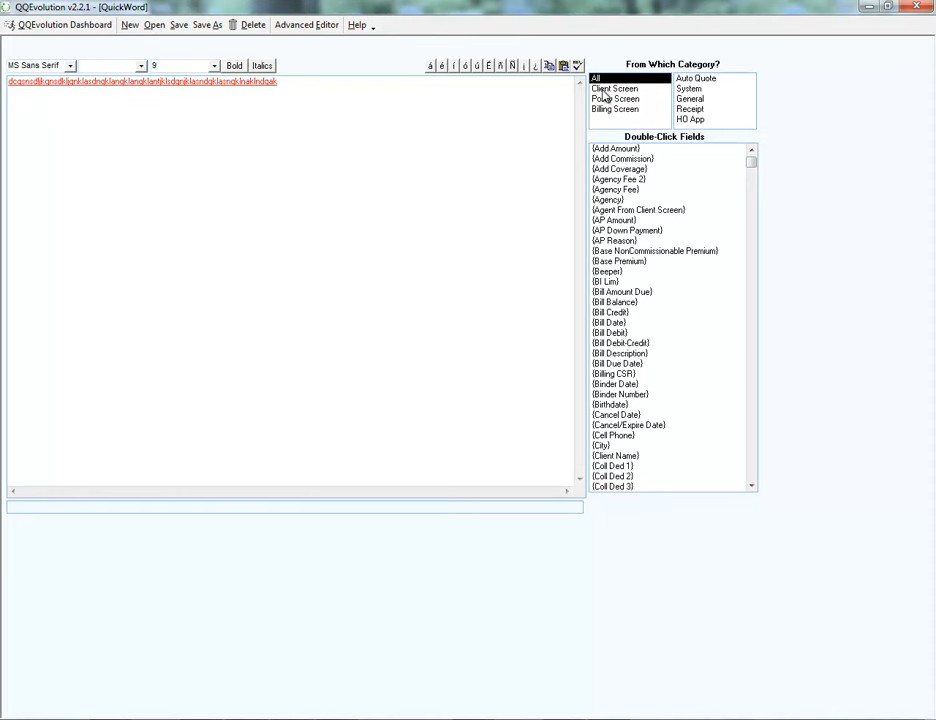 QQEvolution v2.2.1 - [QuickWord]
QQEvolution Dashboard New Open Save Save As Delete Advanced Editor Help
MS Sans Serif 9 Bold Italics á é í ó ú É ñ Ñ ¡ ¿
From Which Category?
All
Client Screen
Screen
Billing Screen
Auto Quote
System
General
Receipt
HO App
Double-Click Fields
{Add Amount}
{Add Commission}
{Add Coverage}
{Agency Fee 2}
{Agency Fee}
{Agency}
{Agent From Client Screen}
{AP Amount}
{AP Down Payment}
{AP Reason}
{Base NonCommissionable Premium}
{Base Premium}
{Beeper}
{BI Lim}
{Bill Amount Due}
{Bill Balance}
{Bill Credit}
{Bill Date}
{Bill Debit}
{Bill Debit-Credit}
{Bill Description}
{Bill Due Date}
{Billing CSR}
{Binder Date}
{Binder Number}
{Birthdate}
{Cancel Date}
{Cancel/Expire Date}
{Cell Phone}
{City}
{Client Name}
{Coll Ded 1}
{Coll Ded 2}
{Coll Ded 3}